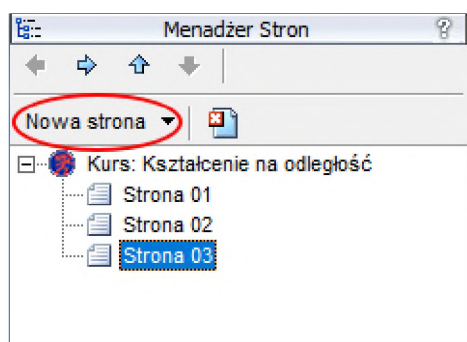 Menadżer Stron
Nowa strona
Kurs: Kształcenie na odległość
Strona 01
Strona 02
Strona 03